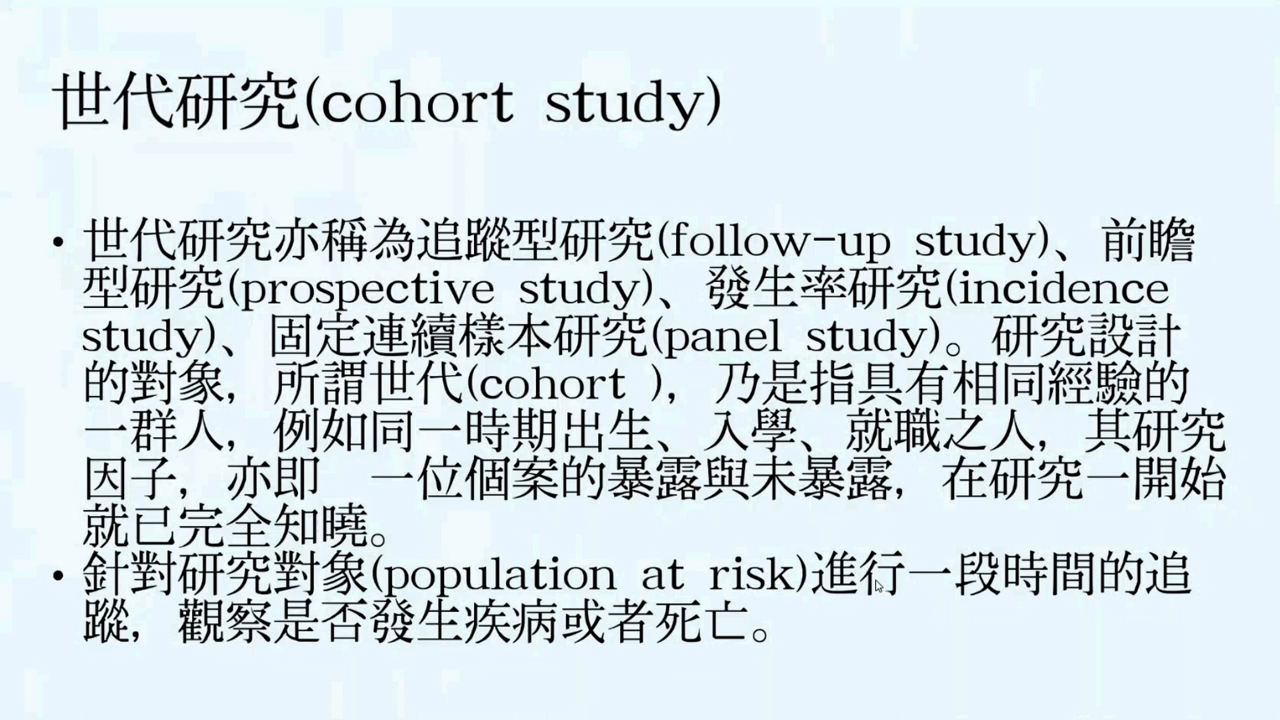 世代研究(cohort study)
• 世代研究亦稱為追蹤型研究(follow-up study)、前瞻
型研究(prospective study)、發生率研究(incidence
study)、固定連續樣本研究(panel study)。研究設計
的對象，所謂世代(cohort )，乃是指具有相同經驗的
一群人，例如同一時期出生、入學、就職之人，其研究
因子，亦即　一位個案的暴露與未暴露，在研究一開始
就已完全知曉。
• 針對研究對象(population at risk)進行一段時間的追
蹤，觀察是否發生疾病或者死亡。